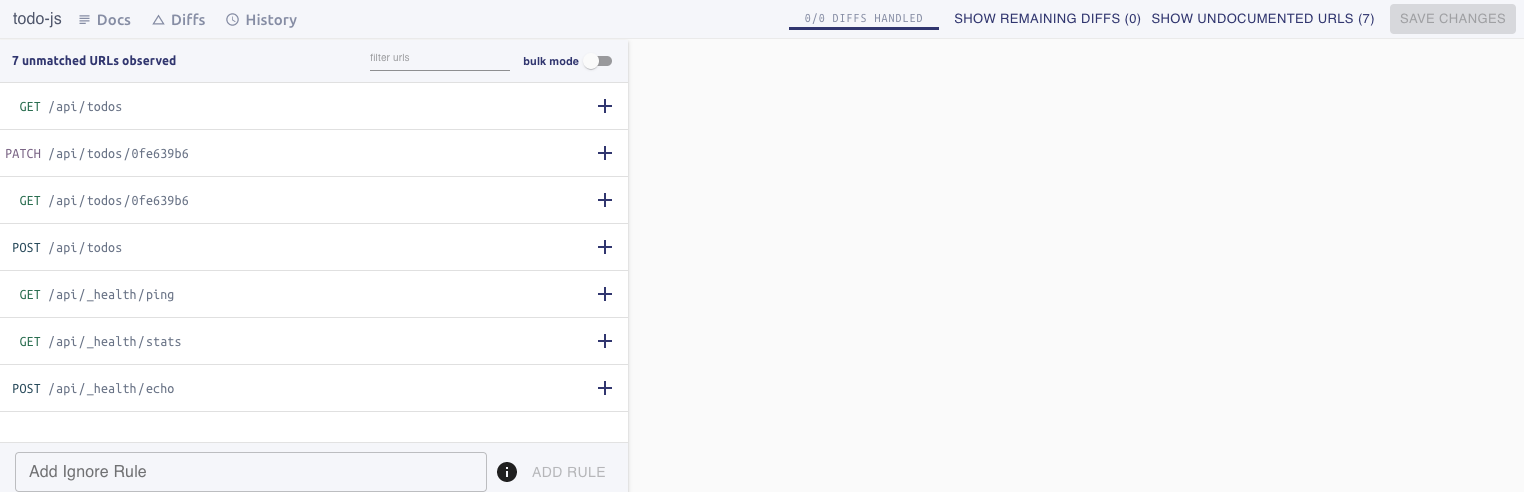 todo-js Docs Diffs History 0/0 DIFFS HANDLED SHOW REMAINING DIFFS (0) SHOW UNDOCUMENTED URLS (7) SAVE CHANGES
7 unmatched URLs observed filter urls bulk mode
GET /api/todos
PATCH /api/todos/0fe639b6
GET /api/todos/0fe639b6
POST /api/todos
GET /api/_health/ping
GET /api/_health/stats
POST /api/_health/echo
Add Ignore Rule ADD RULE